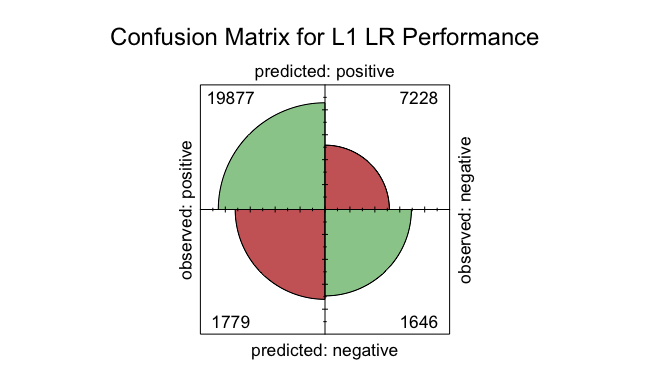 Confusion Matrix for L1 LR Performance
predicted: positive
19877
7228
observed: positive
observed: negative
1779
1646
predicted: negative